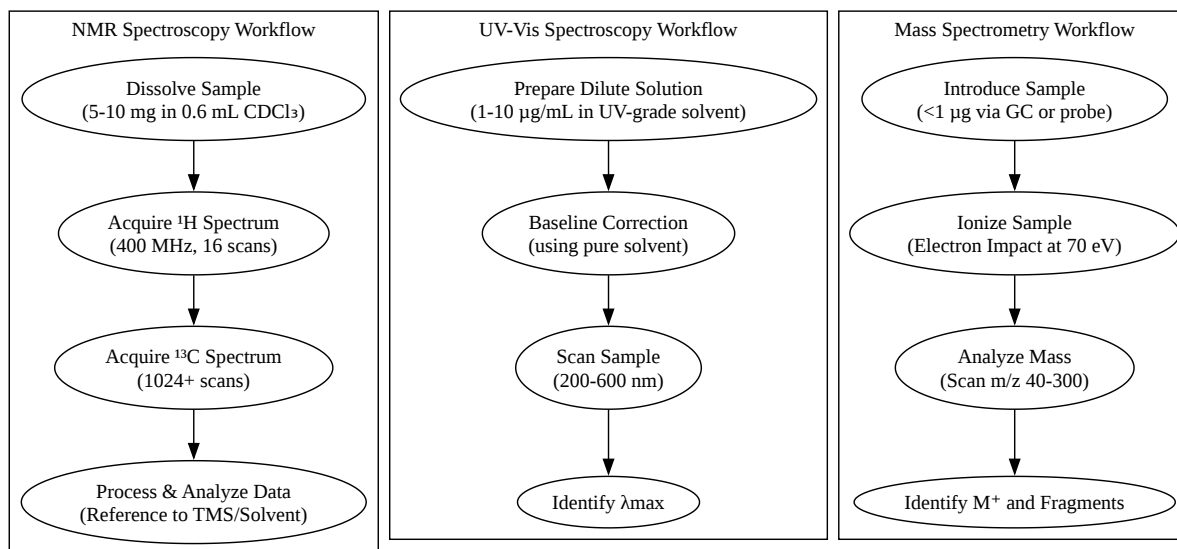 NMR Spectroscopy Workflow
Dissolve Sample
(5-10 mg in 0.6 mL CDCl₃)
Acquire ¹H Spectrum
(400 MHz, 16 scans)
Acquire ¹³C Spectrum
(1024+ scans)
Process & Analyze Data
(Reference to TMS/Solvent)
UV-Vis Spectroscopy Workflow
Prepare Dilute Solution
(1-10 µg/mL in UV-grade solvent)
Baseline Correction
(using pure solvent)
Scan Sample
(200-600 nm)
Identify λmax
Mass Spectrometry Workflow
Introduce Sample
(<1 µg via GC or probe)
Ionize Sample
(Electron Impact at 70 eV)
Analyze Mass
(Scan m/z 40-300)
Identify M⁺ and Fragments